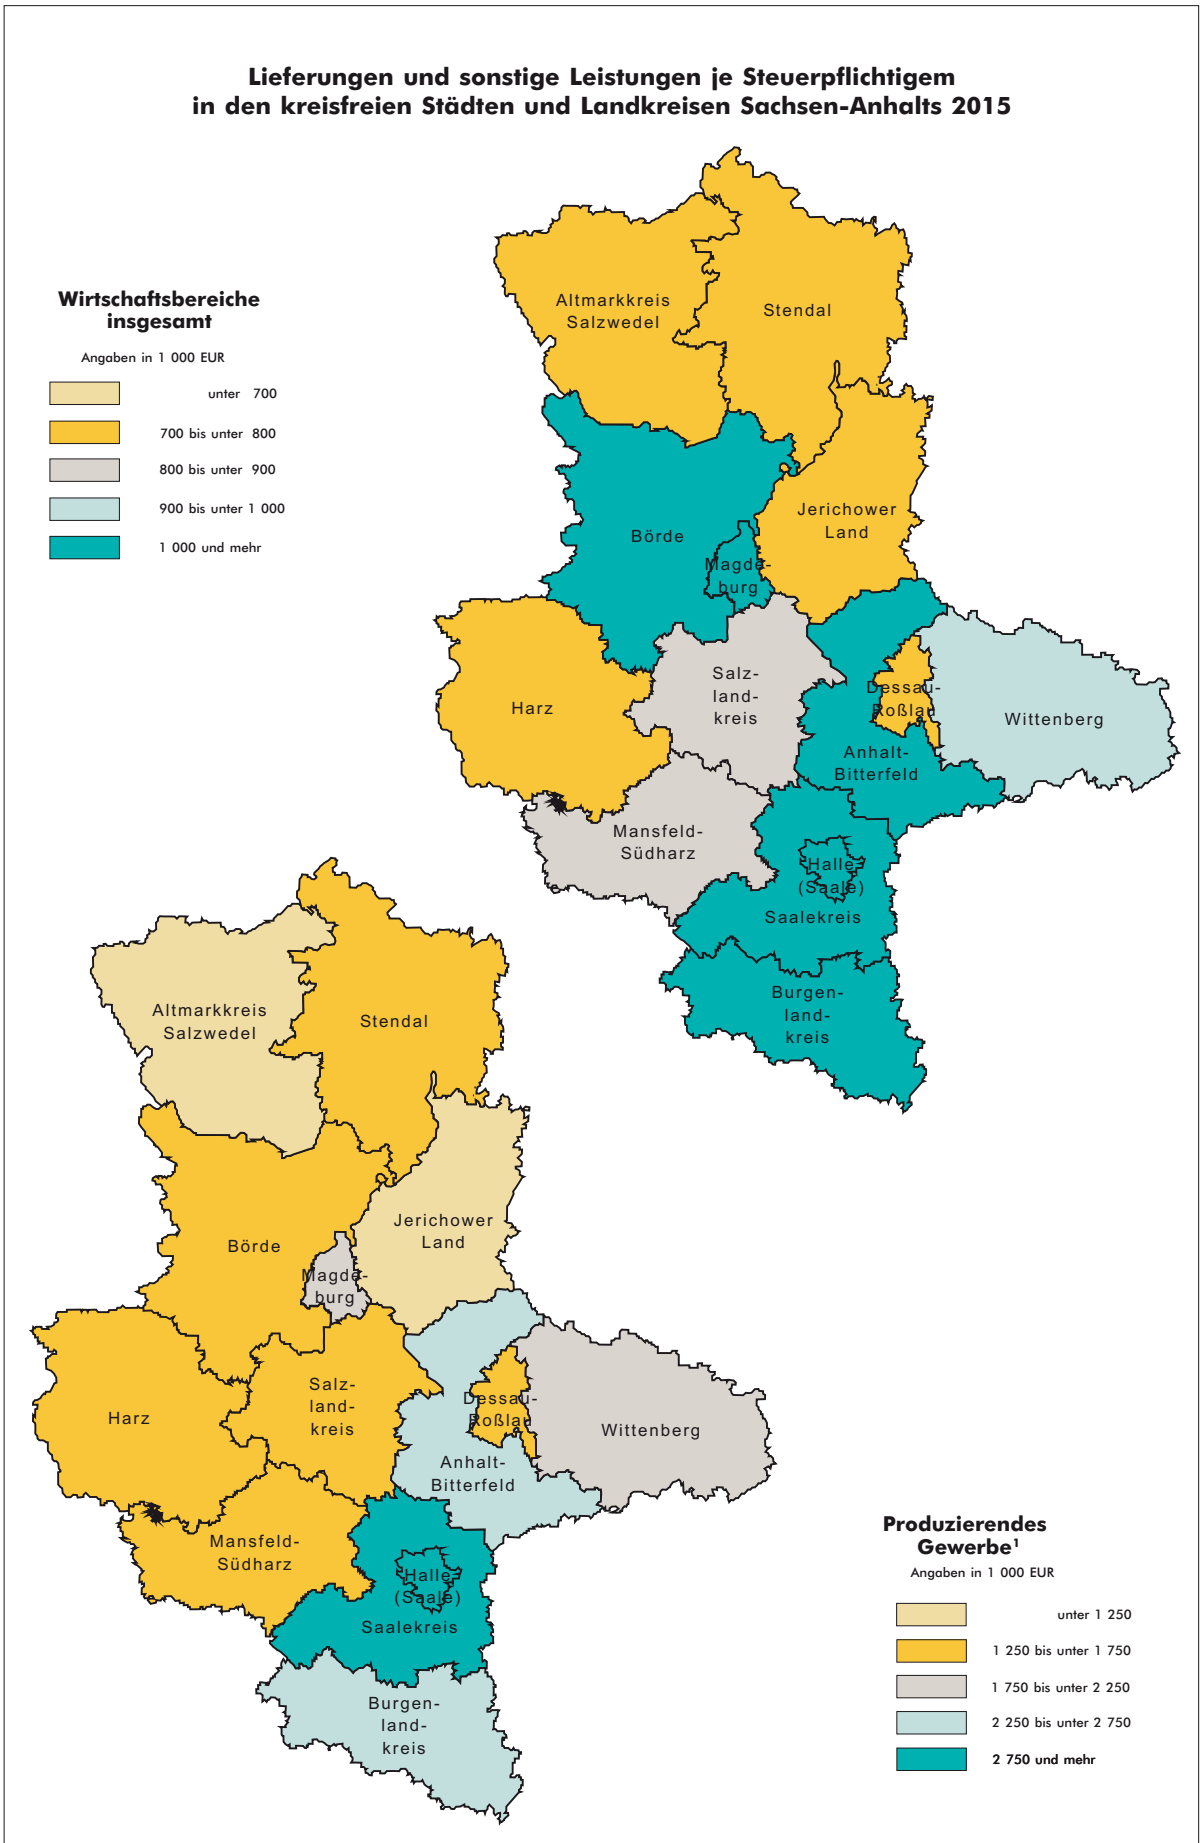 Lieferungen und sonstige Leistungen je Steuerpflichtigem
in den kreisfreien Städten und Landkreisen Sachsen-Anhalts 2015
Wirtschaftsbereiche
insgesamt
Angaben in 1 000 EUR
unter 700
700 bis unter 800
800 bis unter 900
900 bis unter 1 000
1 000 und mehr
Altmarkkreis
Salzwedel
Stendal
Börde
Magde-
burg
Jerichower
Land
Harz
Salz-
land-
kreis
Dessau-
Roßlau
Wittenberg
Anhalt-
Bitterfeld
Mansfeld-
Südharz
Halle
(Saale)
Saalekreis
Burgen-
land-
kreis
Altmarkkreis
Salzwedel
Stendal
Börde
Magde-
burg
Jerichower
Land
Harz
Salz-
land-
kreis
Dessau-
Roßlau
Wittenberg
Anhalt-
Bitterfeld
Mansfeld-
Südharz
Halle
(Saale)
Saalekreis
Burgen-
land-
kreis
Produzierendes
Gewerbe¹
Angaben in 1 000 EUR
unter 1 250
1 250 bis unter 1 750
1 750 bis unter 2 250
2 250 bis unter 2 750
2 750 und mehr